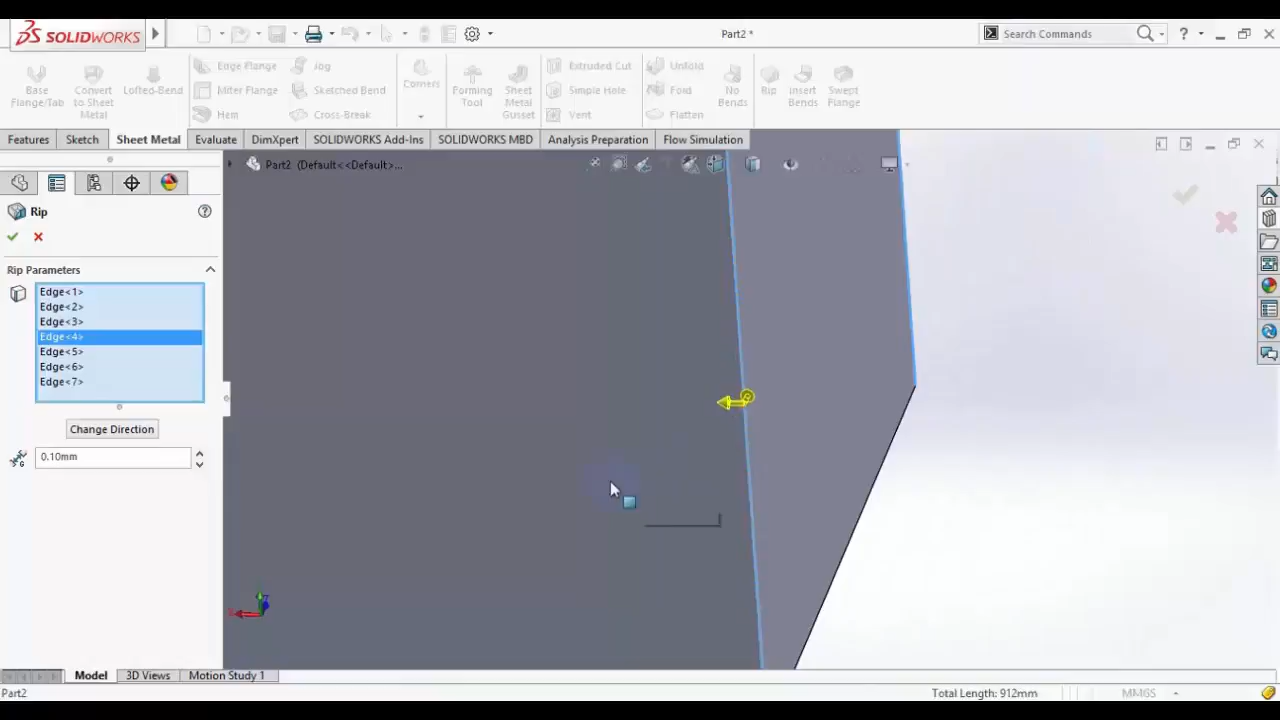 SOLIDWORKS
Part2 *
Search Commands
?
Base Flange/Tab
Convert to Sheet Metal
Lofted-Bend
Edge Flange
Miter Flange
Hem
Jog
Sketched Bend
Cross-Break
Corners
Forming Tool
Sheet Metal Gusset
Extruded Cut
Simple Hole
Vent
Unfold
Fold
Flatten
No Bends
Rip
Insert Bends
Swept Flange
Features
Sketch
Sheet Metal
Evaluate
DimXpert
SOLIDWORKS Add-Ins
SOLIDWORKS MBD
Analysis Preparation
Flow Simulation
Part2 (Default<<Default>...
Rip
?
Rip Parameters
Edge<1>
Edge<2>
Edge<3>
Edge<4>
Edge<5>
Edge<6>
Edge<7>
Change Direction
0.10mm
Model
3D Views
Motion Study 1
Part2
Total Length: 912mm
MMGS